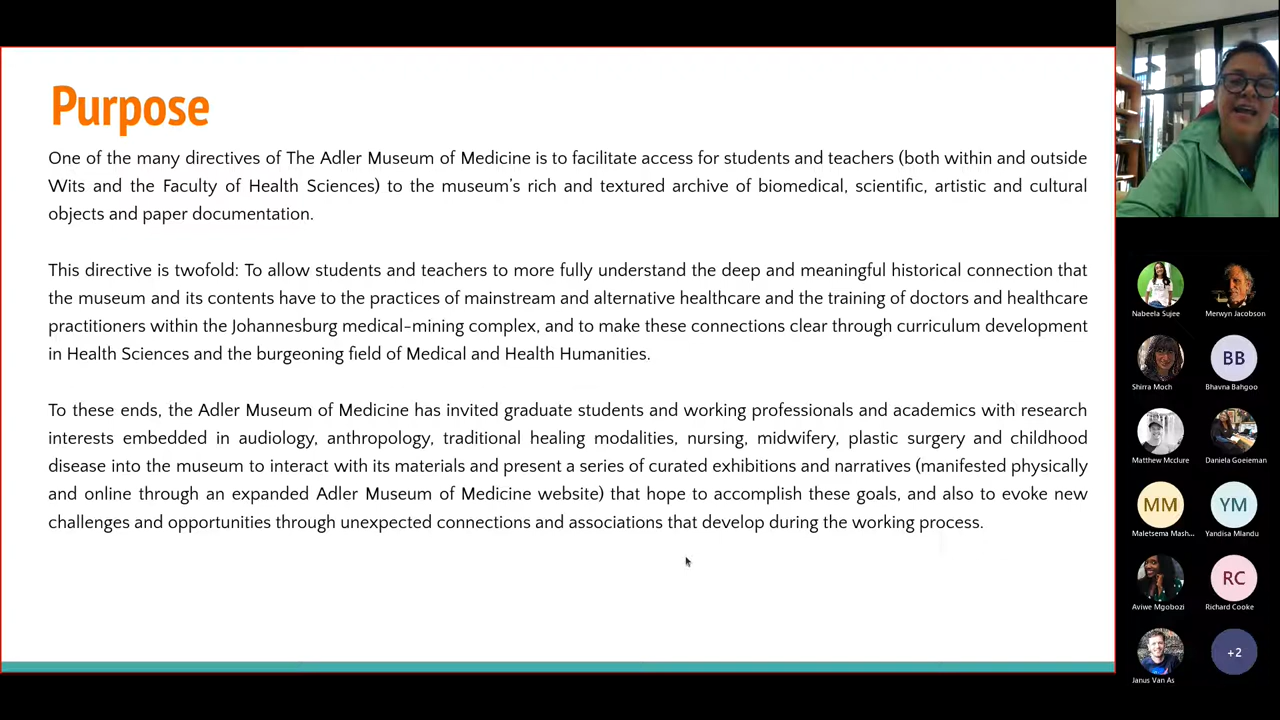 Purpose
One of the many directives of The Adler Museum of Medicine is to facilitate access for students and teachers (both within and outside
Wits and the Faculty of Health Sciences) to the museum's rich and textured archive of biomedical, scientific, artistic and cultural
objects and paper documentation.
This directive is twofold: To allow students and teachers to more fully understand the deep and meaningful historical connection that
the museum and its contents have to the practices of mainstream and alternative healthcare and the training of doctors and healthcare
practitioners within the Johannesburg medical-mining complex, and to make these connections clear through curriculum development
in Health Sciences and the burgeoning field of Medical and Health Humanities.
To these ends, the Adler Museum of Medicine has invited graduate students and working professionals and academics with research
interests embedded in audiology, anthropology, traditional healing modalities, nursing, midwifery, plastic surgery and childhood
disease into the museum to interact with its materials and present a series of curated exhibitions and narratives (manifested physically
and online through an expanded Adler Museum of Medicine website) that hope to accomplish these goals, and also to evoke new
challenges and opportunities through unexpected connections and associations that develop during the working process.
Nabeela Sujee
Merwyn Jacobson
BB
Shirra Moch
Bhavna Bahgoo
Matthew Mcclure
Daniela Goeieman
MM
YM
Maletsema Mash...
Yandisa Mlandu
RC
Aviwe Mgobozi
Richard Cooke
+2
Janus Van As